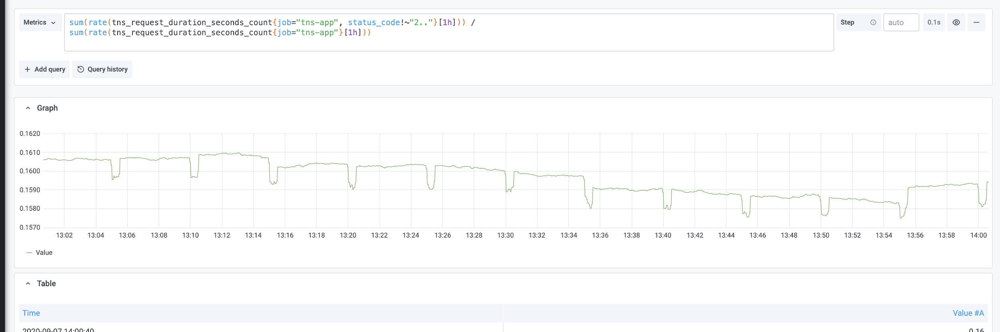 Metrics
sum(rate(tns_request_duration_seconds_count{job="tns-app", status_code!~"2.."}[1h])) /
sum(rate(tns_request_duration_seconds_count{job="tns-app"}[1h]))
Step auto 0.1s
+ Add query Query history
Graph
0.1620
0.1610
0.1600
0.1590
0.1580
0.1570
13:02 13:04 13:06 13:08 13:10 13:12 13:14 13:16 13:18 13:20 13:22 13:24 13:26 13:28 13:30 13:32 13:34 13:36 13:38 13:40 13:42 13:44 13:46 13:48 13:50 13:52 13:54 13:56 13:58 14:00
Value
Table
Time Value #A
2020-09-07 14:00:40 0.16